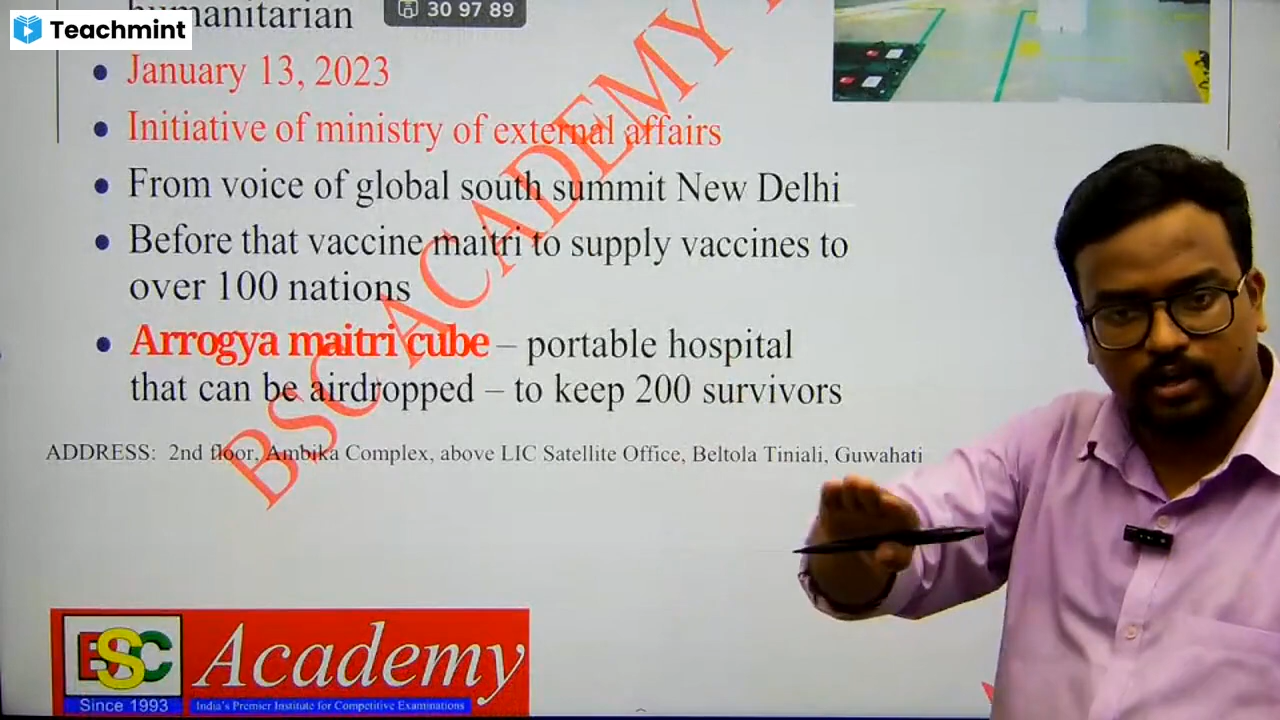 Teachmint
humanitarian
30 97 89
• January 13, 2023
• Initiative of ministry of external affairs
• From voice of global south summit New Delhi
• Before that vaccine maitri to supply vaccines to
over 100 nations
• Arrogya maitri cube – portable hospital
that can be airdropped – to keep 200 survivors
BSC ACADEMY
ADDRESS: 2nd floor, Ambika Complex, above LIC Satellite Office, Beltola Tiniali, Guwahati
BSC Academy
Since 1993
India's Premier Institute for Competitive Examinations